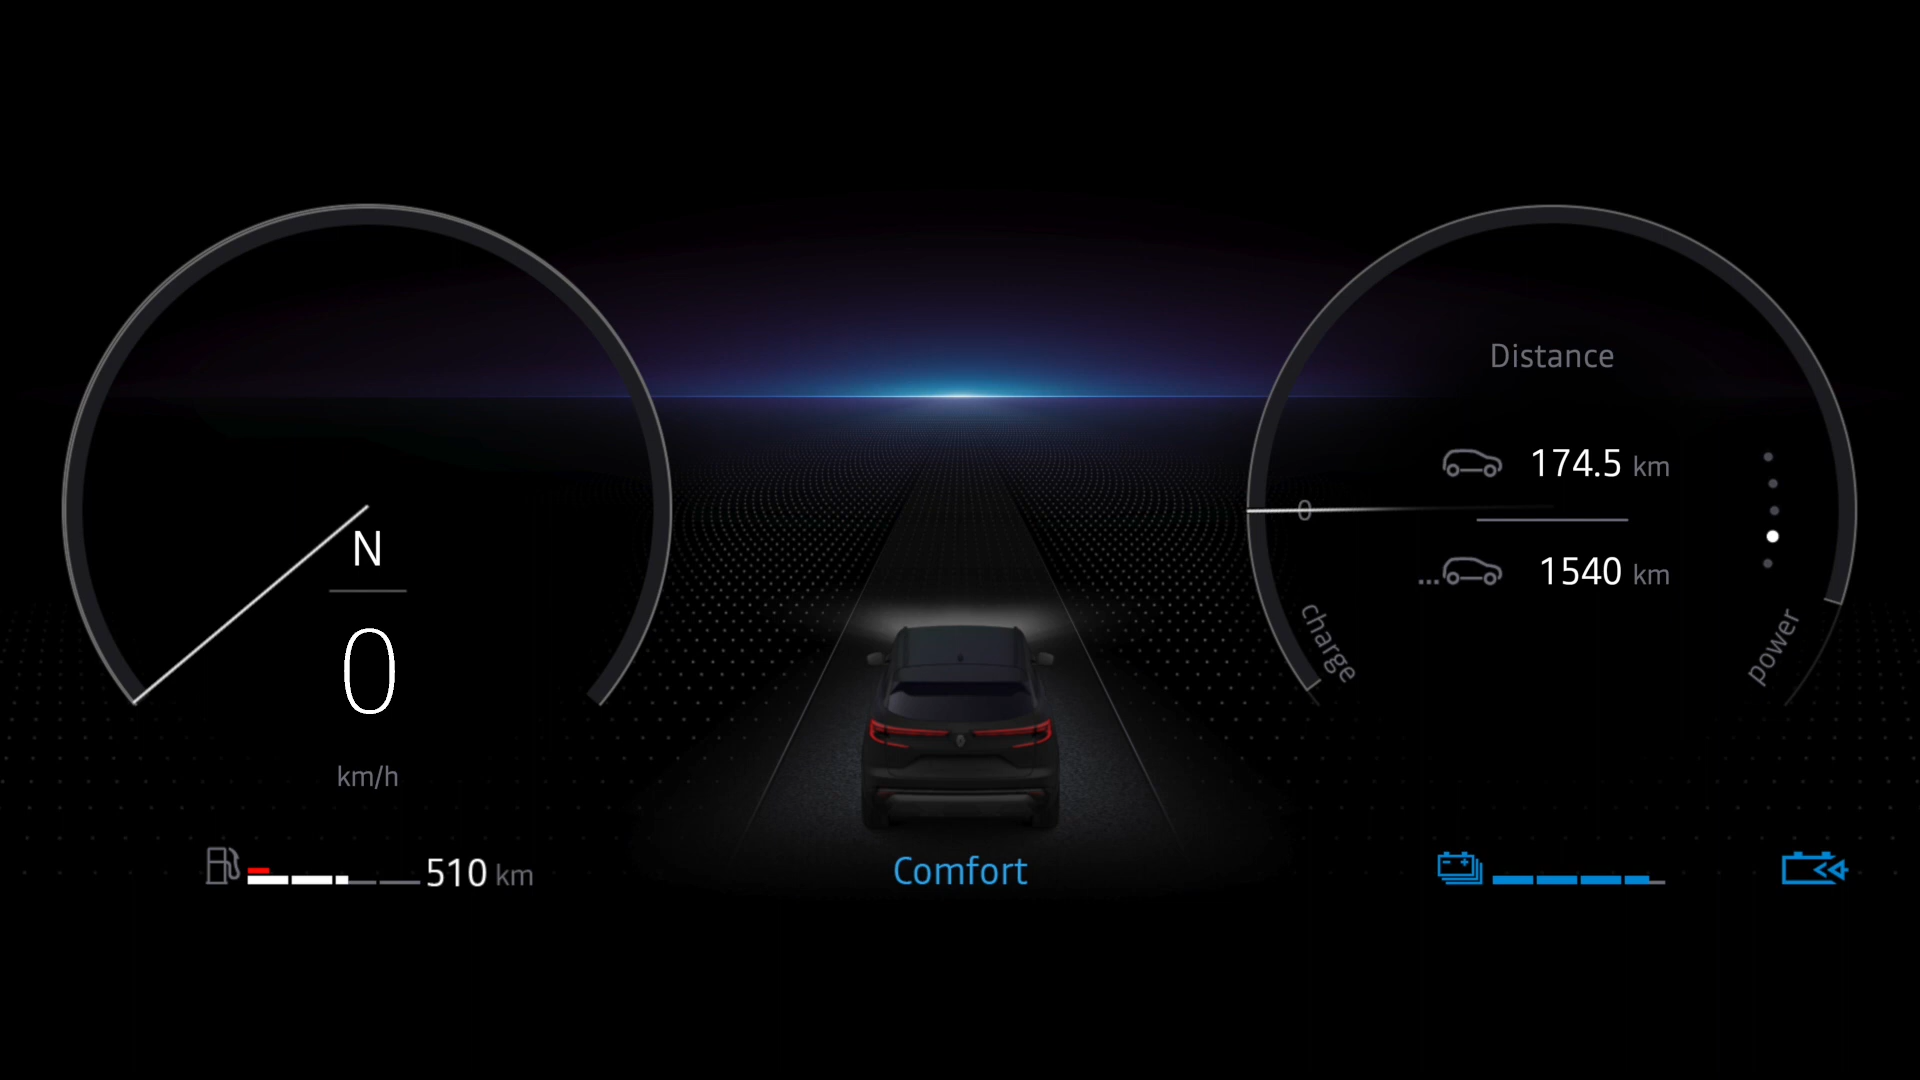 N
0
km/h
510 km
Comfort
Distance
174.5 km
0
...
1540 km
charge
power